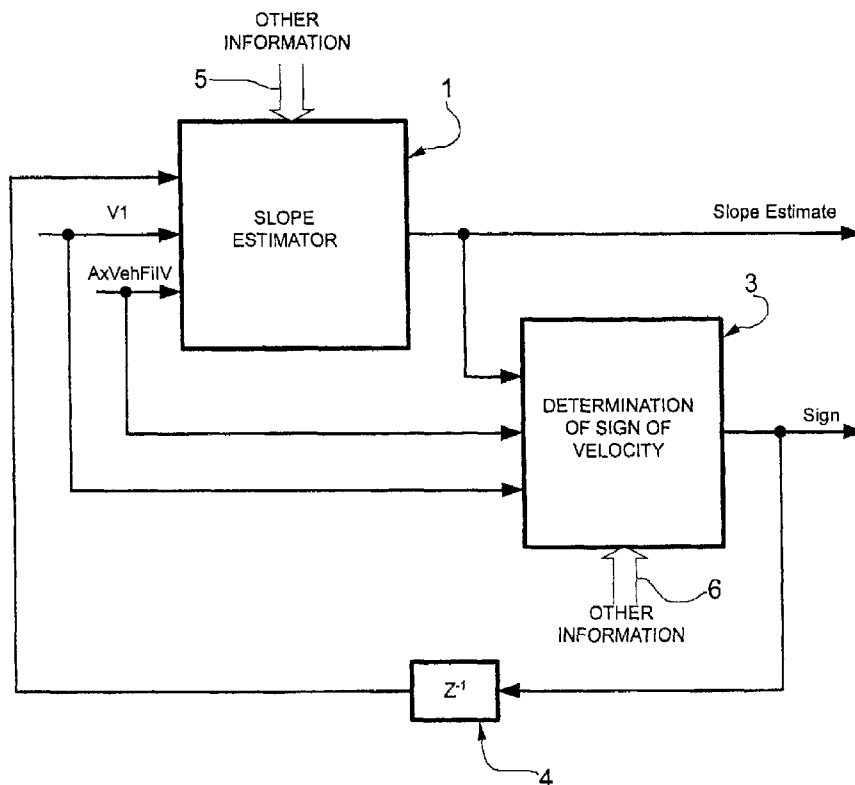 OTHER
INFORMATION
5
1
V1
SLOPE
ESTIMATOR
Slope Estimate
AxVehFilV
3
DETERMINATION
OF SIGN OF
VELOCITY
Sign
6
OTHER
INFORMATION
Z⁻¹
4